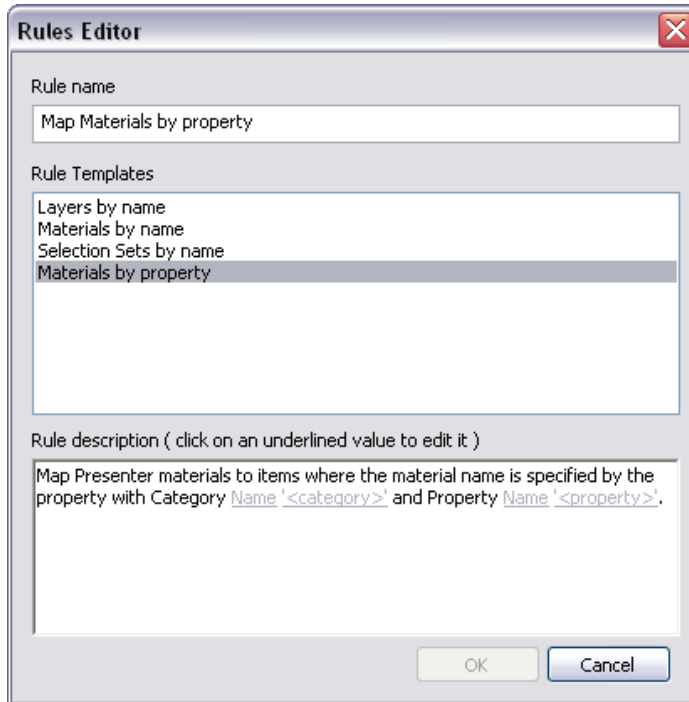 Rules Editor
Rule name
Map Materials by property
Rule Templates
Layers by name
Materials by name
Selection Sets by name
Materials by property
Rule description ( click on an underlined value to edit it )
Map Presenter materials to items where the material name is specified by the
property with Category Name '<category>' and Property Name '<property>'.
OK
Cancel